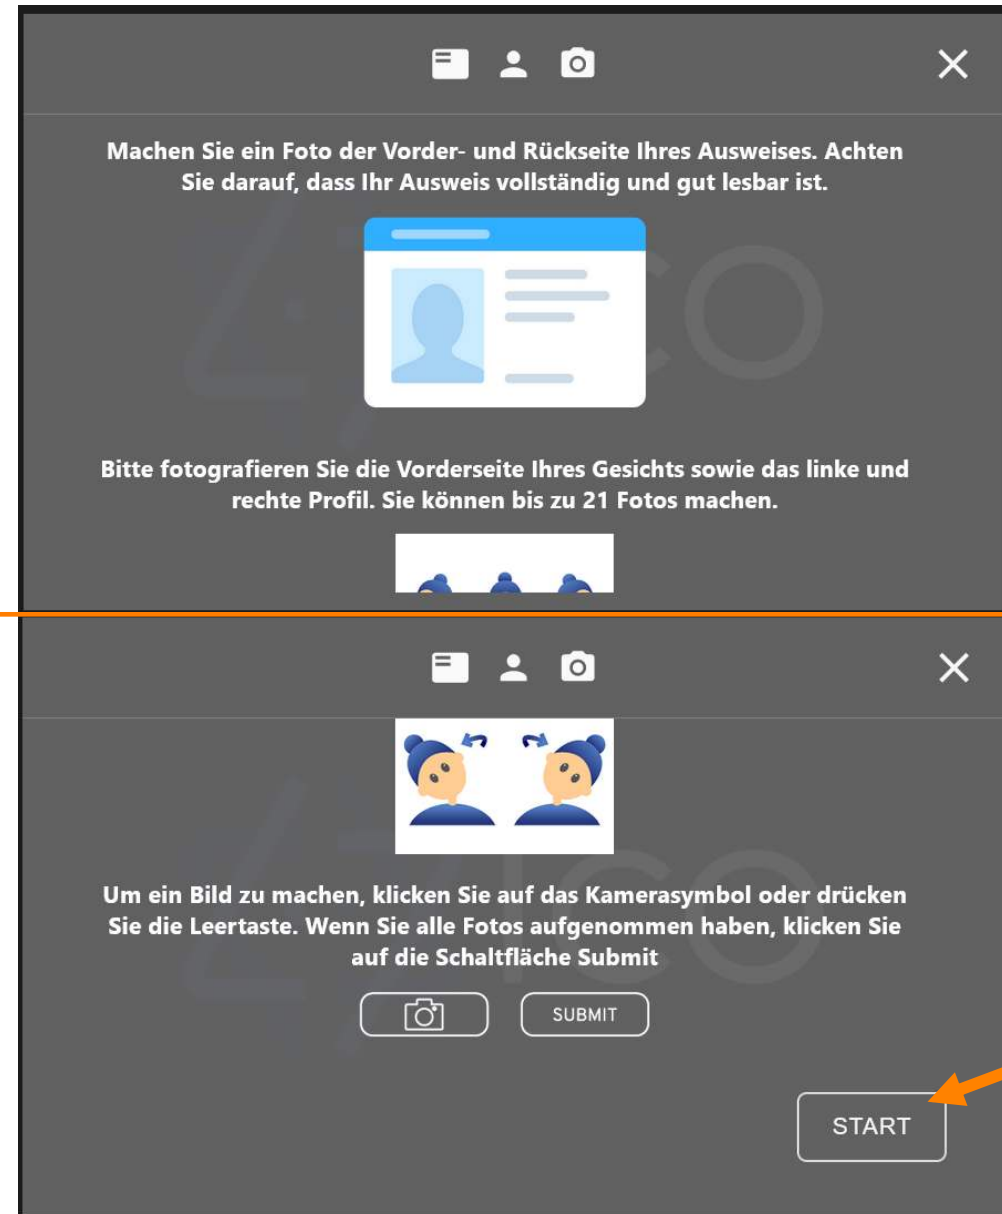 Machen Sie ein Foto der Vorder- und Rückseite Ihres Ausweises. Achten
Sie darauf, dass Ihr Ausweis vollständig und gut lesbar ist.
Bitte fotografieren Sie die Vorderseite Ihres Gesichts sowie das linke und
rechte Profil. Sie können bis zu 21 Fotos machen.
Um ein Bild zu machen, klicken Sie auf das Kamerasymbol oder drücken
Sie die Leertaste. Wenn Sie alle Fotos aufgenommen haben, klicken Sie
auf die Schaltfläche Submit
SUBMIT
START